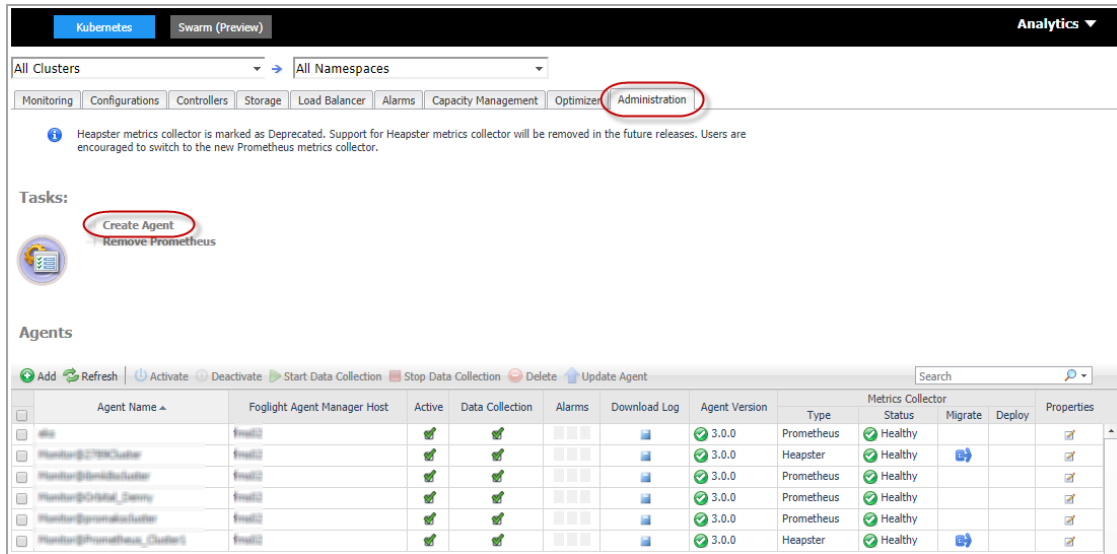 Kubernetes Swarm (Preview) Analytics
All Clusters All Namespaces
Monitoring Configurations Controllers Storage Load Balancer Alarms Capacity Management Optimizer Administration
Heapster metrics collector is marked as Deprecated. Support for Heapster metrics collector will be removed in the future releases. Users are
encouraged to switch to the new Prometheus metrics collector.
Tasks:
Create Agent
Remove Prometheus
Agents
Add Refresh Activate Deactivate Start Data Collection Stop Data Collection Delete Update Agent Search
Metrics Collector
Agent Name Foglight Agent Manager Host Active Data Collection Alarms Download Log Agent Version Properties
Type Status Migrate Deploy
3.0.0 Prometheus Healthy
3.0.0 Heapster Healthy
3.0.0 Prometheus Healthy
3.0.0 Prometheus Healthy
3.0.0 Prometheus Healthy
3.0.0 Heapster Healthy